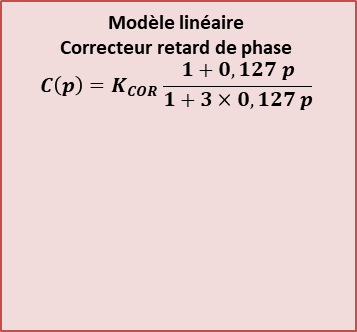 Modèle linéaire
Correcteur retard de phase
C(p) = K_COR (1 + 0,127 p) / (1 + 3 × 0,127 p)